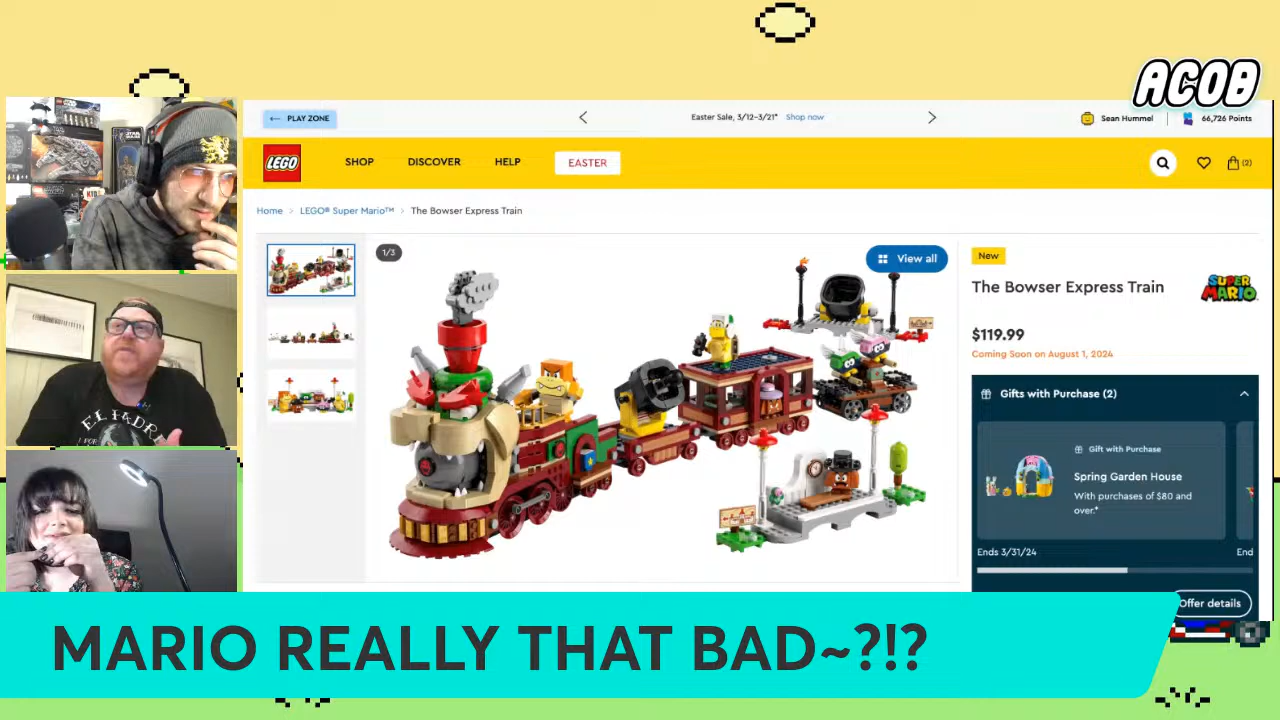 ACOB
← PLAY ZONE
Easter Sale, 3/12-3/21* Shop now
Sean Hummel
66,726 Points
LEGO
SHOP
DISCOVER
HELP
EASTER
(2)
Home > LEGO® Super Mario™ > The Bowser Express Train
1/3
View all
New
The Bowser Express Train
SUPER
MARIO
$119.99
Coming Soon on August 1, 2024
Gifts with Purchase (2)
Gift with Purchase
Spring Garden House
With purchases of $80 and
over.*
Ends 3/31/24
End
Offer details
MARIO REALLY THAT BAD~?!?